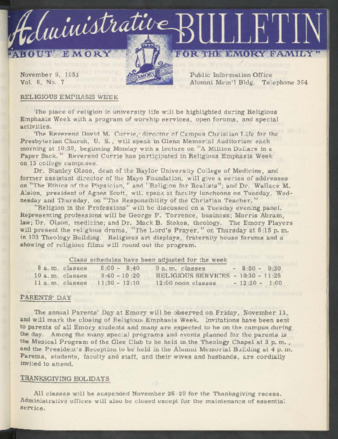 Administrative BULLETIN
"ABOUT EMORY FOR THE EMORY FAMILY"
EMORY
November 9, 1953 Public Information Office
Vol. 8, No. 7 Alumni Mem'l Bldg. Telephone 364
RELIGIOUS EMPHASIS WEEK
The place of religion in university life will be highlighted during Religious
Emphasis Week with a program of worship services, open forums, and special
activities.
The Reverend David M. Currie, director of Campus Christian Life for the
Presbyterian Church, U. S., will speak in Glenn Memorial Auditorium each
morning at 10:30, beginning Monday with a lecture on "A Million Dollars in a
Paper Sack." Reverend Currie has participated in Religious Emphasis Week
on 15 college campuses.
Dr. Stanley Olson, dean of the Baylor University College of Medicine, and
former assistant director of the Mayo Foundation, will give a series of addresses
on "The Ethics of the Physician," and "Religion for Realists"; and Dr. Wallace M.
Alston, president of Agnes Scott, will speak at faculty luncheons on Tuesday, Wed-
nesday and Thursday, on "The Responsibility of the Christian Teacher."
"Religion in the Professions" will be discussed on a Tuesday evening panel.
Representing professions will be George P. Torrence, business; Morris Abram,
law; Dr. Olson, medicine; and Dr. Mack B. Stokes, theology. The Emory Players
will present the religious drama, "The Lord's Prayer," on Thursday at 8:15 p.m.
in 103 Theology Building. Religious art displays, fraternity house forums and a
showing of religious films will round out the program.
Class schedules have been adjusted for the week
8 a.m. classes 8:00 - 8:40 9 a.m. classes - 8:50 - 9:30
10 a.m. classes 9:40 - 10:20 RELIGIOUS SERVICES - 10:30 - 11:25
11 a.m. classes - 11:30 - 12:10 12:00 noon classes - 12:20 - 1:00
PARENTS' DAY
The annual Parents' Day at Emory will be observed on Friday, November 13,
and will mark the closing of Religious Emphasis Week. Invitations have been sent
to parents of all Emory students and many are expected to be on the campus during
the day. Among the many special programs and events planned for the parents is
the Musical Program of the Glee Club to be held in the Theology Chapel at 3 p.m.,
and the President's Reception to be held in the Alumni Memorial Building at 4 p.m.
Parents, students, faculty and staff, and their wives and husbands, are cordially
invited to attend.
THANKSGIVING HOLIDAYS
All classes will be suspended November 26-29 for the Thanksgiving recess.
Administrative offices will also be closed except for the maintenance of essential
service.